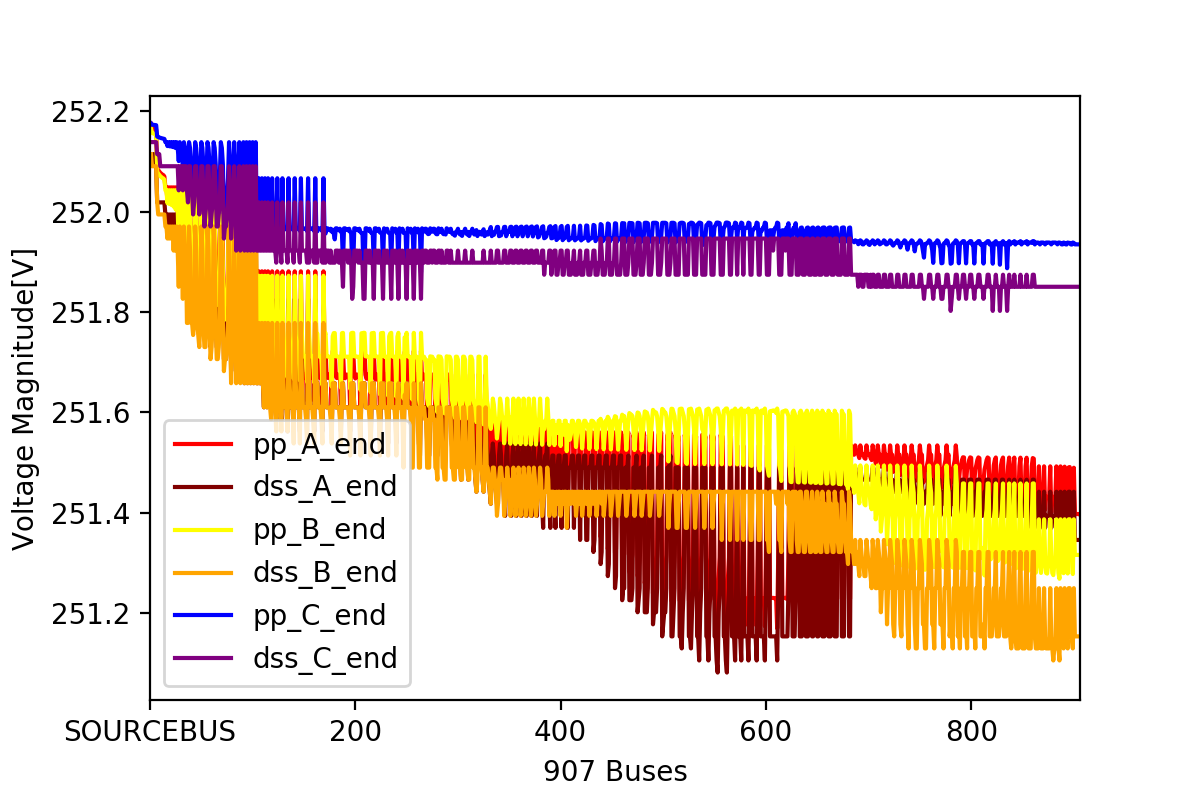 252.2
252.0
251.8
251.6
251.4
251.2
Voltage Magnitude[V]
pp_A_end
dss_A_end
pp_B_end
dss_B_end
pp_C_end
dss_C_end
SOURCEBUS 200 400 600 800
907 Buses